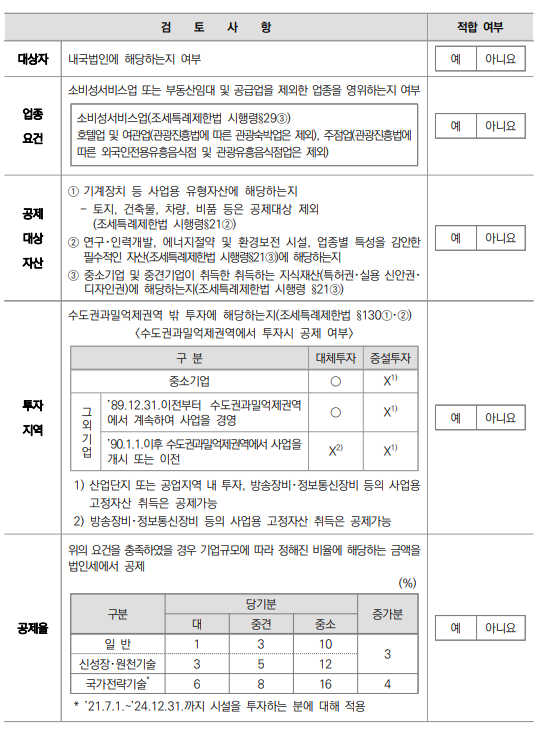 검 토 사 항 적합 여부
대상자 내국법인에 해당하는지 여부 예 아니요
업종 요건
소비성서비스업 또는 부동산임대 및 공급업을 제외한 업종을 영위하는지 여부
소비성서비스업(조세특례제한법 시행령§29③)
호텔업 및 여관업(관광진흥법에 따른 관광숙박업은 제외), 주점업(관광진흥법에
따른 외국인전용유흥음식점 및 관광유흥음식점업은 제외)
예 아니요
공제 대상 자산
① 기계장치 등 사업용 유형자산에 해당하는지
- 토지, 건축물, 차량, 비품 등은 공제대상 제외
(조세특례제한법 시행령§21②)
② 연구·인력개발, 에너지절약 및 환경보전 시설, 업종별 특성을 감안한
필수적인 자산(조세특례제한법 시행령§21③)에 해당하는지
③ 중소기업 및 중견기업이 취득한 취득하는 지식재산(특허권·실용 신안권·
디자인권)에 해당하는지(조세특례제한법 시행령 §21③)
예 아니요
투자 지역
수도권과밀억제권역 밖 투자에 해당하는지(조세특례제한법 §130①·②)
〈수도권과밀억제권역에서 투자시 공제 여부〉
구 분 대체투자 증설투자
중소기업 ○ X1)
그외기업
'89.12.31.이전부터 수도권과밀억제권역
에서 계속하여 사업을 경영 ○ X1)
'90.1.1.이후 수도권과밀억제권역에서 사업을
개시 또는 이전 X2) X1)
1) 산업단지 또는 공업지역 내 투자, 방송장비·정보통신장비 등의 사업용
고정자산 취득은 공제가능
2) 방송장비·정보통신장비 등의 사업용 고정자산 취득은 공제가능
예 아니요
공제율
위의 요건을 충족하였을 경우 기업규모에 따라 정해진 비율에 해당하는 금액을
법인세에서 공제
(%)
구분 당기분 증가분
대 중견 중소
일 반 1 3 10 3
신성장·원천기술 3 5 12
국가전략기술* 6 8 16 4
* '21.7.1.~'24.12.31.까지 시설을 투자하는 분에 대해 적용
예 아니요